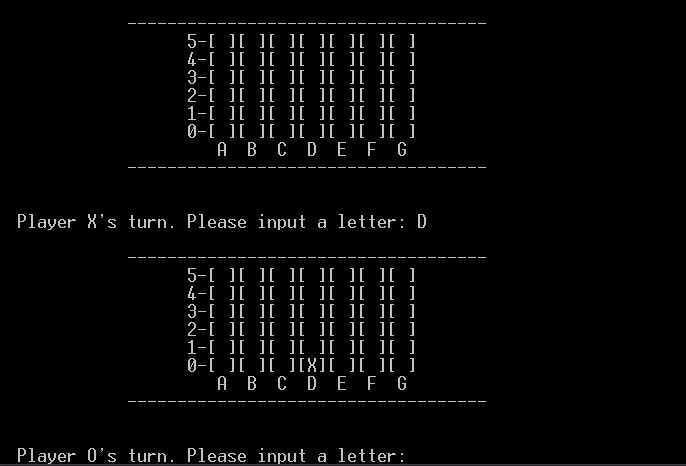 ------------------------------------
5-[ ][ ][ ][ ][ ][ ][ ]
4-[ ][ ][ ][ ][ ][ ][ ]
3-[ ][ ][ ][ ][ ][ ][ ]
2-[ ][ ][ ][ ][ ][ ][ ]
1-[ ][ ][ ][ ][ ][ ][ ]
0-[ ][ ][ ][ ][ ][ ][ ]
A B C D E F G
------------------------------------
Player X's turn. Please input a letter: D
------------------------------------
5-[ ][ ][ ][ ][ ][ ][ ]
4-[ ][ ][ ][ ][ ][ ][ ]
3-[ ][ ][ ][ ][ ][ ][ ]
2-[ ][ ][ ][ ][ ][ ][ ]
1-[ ][ ][ ][ ][ ][ ][ ]
0-[ ][ ][ ][X][ ][ ][ ]
A B C D E F G
------------------------------------
Player O's turn. Please input a letter: